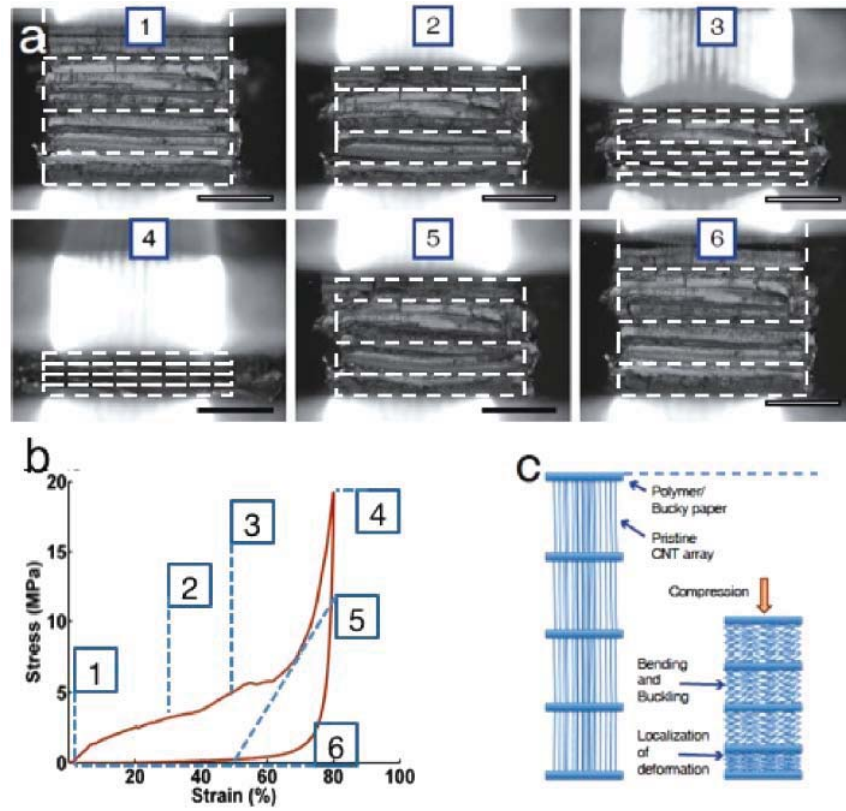 a
1
2
3
4
5
6
b
20
15
10
5
0
Stress (MPa)
20
40
60
80
100
Strain (%)
1
2
3
4
5
6
c
Polymer/
Bucky paper
Pristine
CNT array
Compression
Bending
and
Buckling
Localization
of
deformation